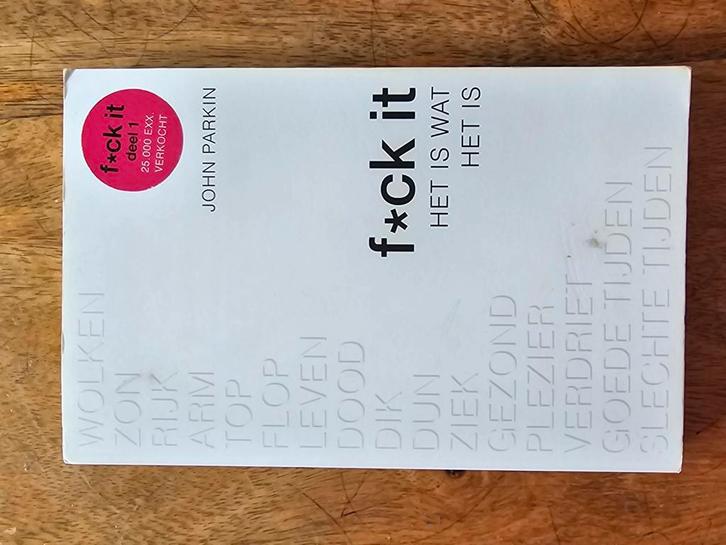 f*ck it
deel 1
25.000 EXX
VERKOCHT
JOHN PARKIN
f*ck it
HET IS WAT
HET IS
WOLKEN
ZON
RIJK
ARM
TOP
FLOP
LEVEN
DOOD
DIK
DUN
ZIEK
GEZOND
PLEZIER
VERDRIET
GOEDE TIJDEN
SLECHTE TIJDEN